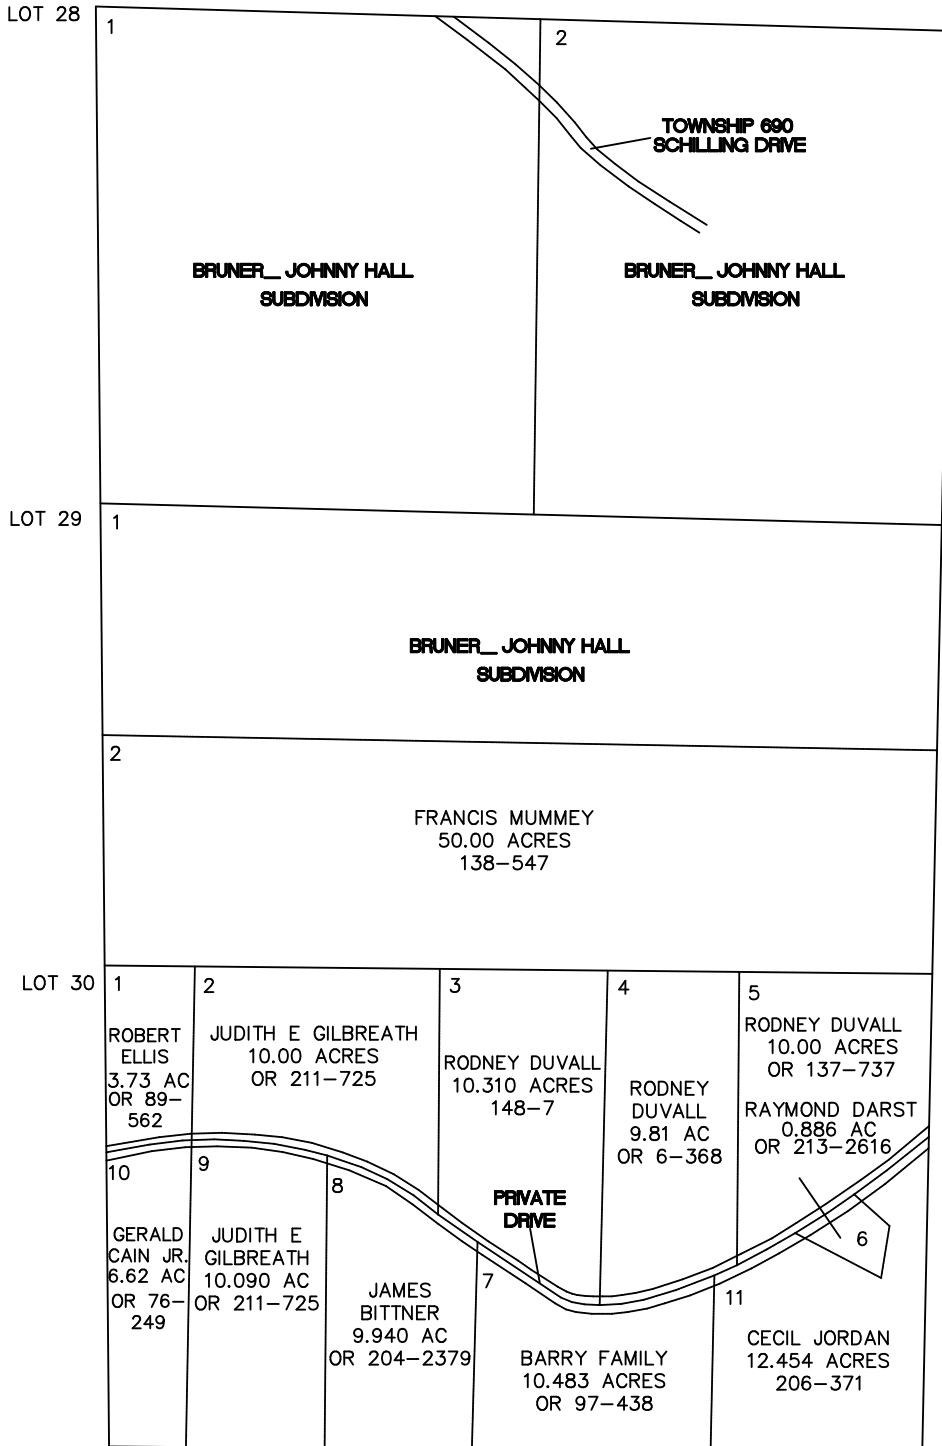 LOT 28
1
2
TOWNSHIP 690
SCHILLING DRIVE
BRUNER_ JOHNNY HALL
SUBDIVISION
BRUNER_ JOHNNY HALL
SUBDIVISION
LOT 29
1
BRUNER_ JOHNNY HALL
SUBDIVISION
2
FRANCIS MUMMEY
50.00 ACRES
138-547
LOT 30
1
ROBERT
ELLIS
3.73 AC
OR 89-
562
2
JUDITH E GILBREATH
10.00 ACRES
OR 211-725
3
RODNEY DUVALL
10.310 ACRES
148-7
4
RODNEY
DUVALL
9.81 AC
OR 6-368
5
RODNEY DUVALL
10.00 ACRES
OR 137-737
RAYMOND DARST
0.886 AC
OR 213-2616
6
PRIVATE
DRIVE
10
GERALD
CAIN JR.
6.62 AC
OR 76-
249
9
JUDITH E
GILBREATH
10.090 AC
OR 211-725
8
JAMES
BITTNER
9.940 AC
OR 204-2379
7
BARRY FAMILY
10.483 ACRES
OR 97-438
11
CECIL JORDAN
12.454 ACRES
206-371